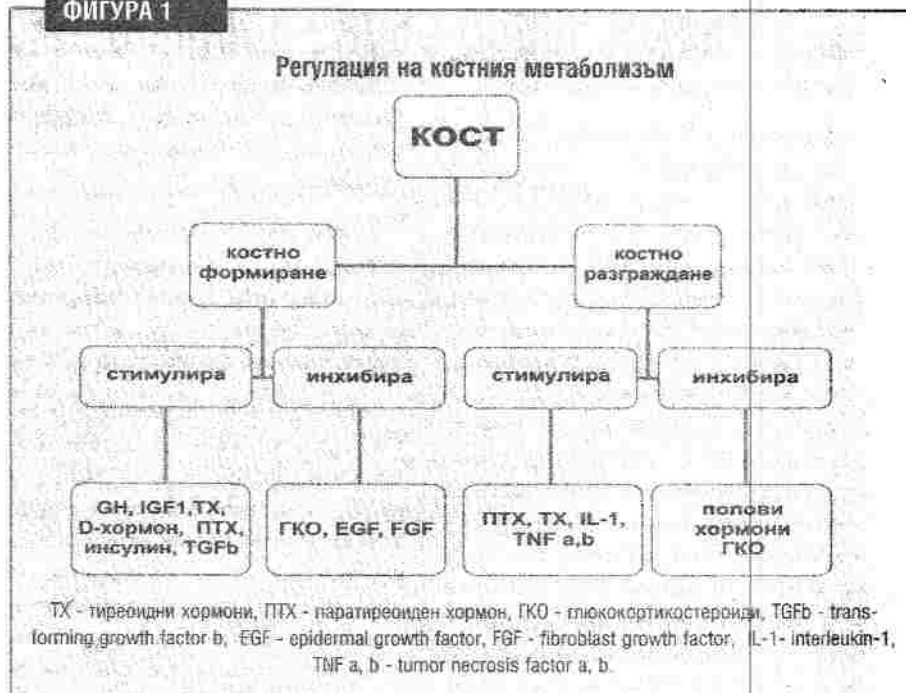 ФИГУРА 1
Регулация на костния метаболизъм
КОСТ
костно
формиране
костно
разграждане
стимулира
инхибира
стимулира
инхибира
GH, IGF1,TX,
D-хормон, ПТХ,
инсулин, TGFb
ГКО, EGF, FGF
ПТХ, ТХ, IL-1,
TNF a,b
полови
хормони
ГКО
ТХ - тиреоидни хормони, ПТХ - паратиреоиден хормон, ГКО - глюкокортикостероиди, TGFb - trans-
forming growth factor b, EGF - epidermal growth factor, FGF - fibroblast growth factor, IL-1- interleukin-1,
TNF a, b - tumor necrosis factor a, b.